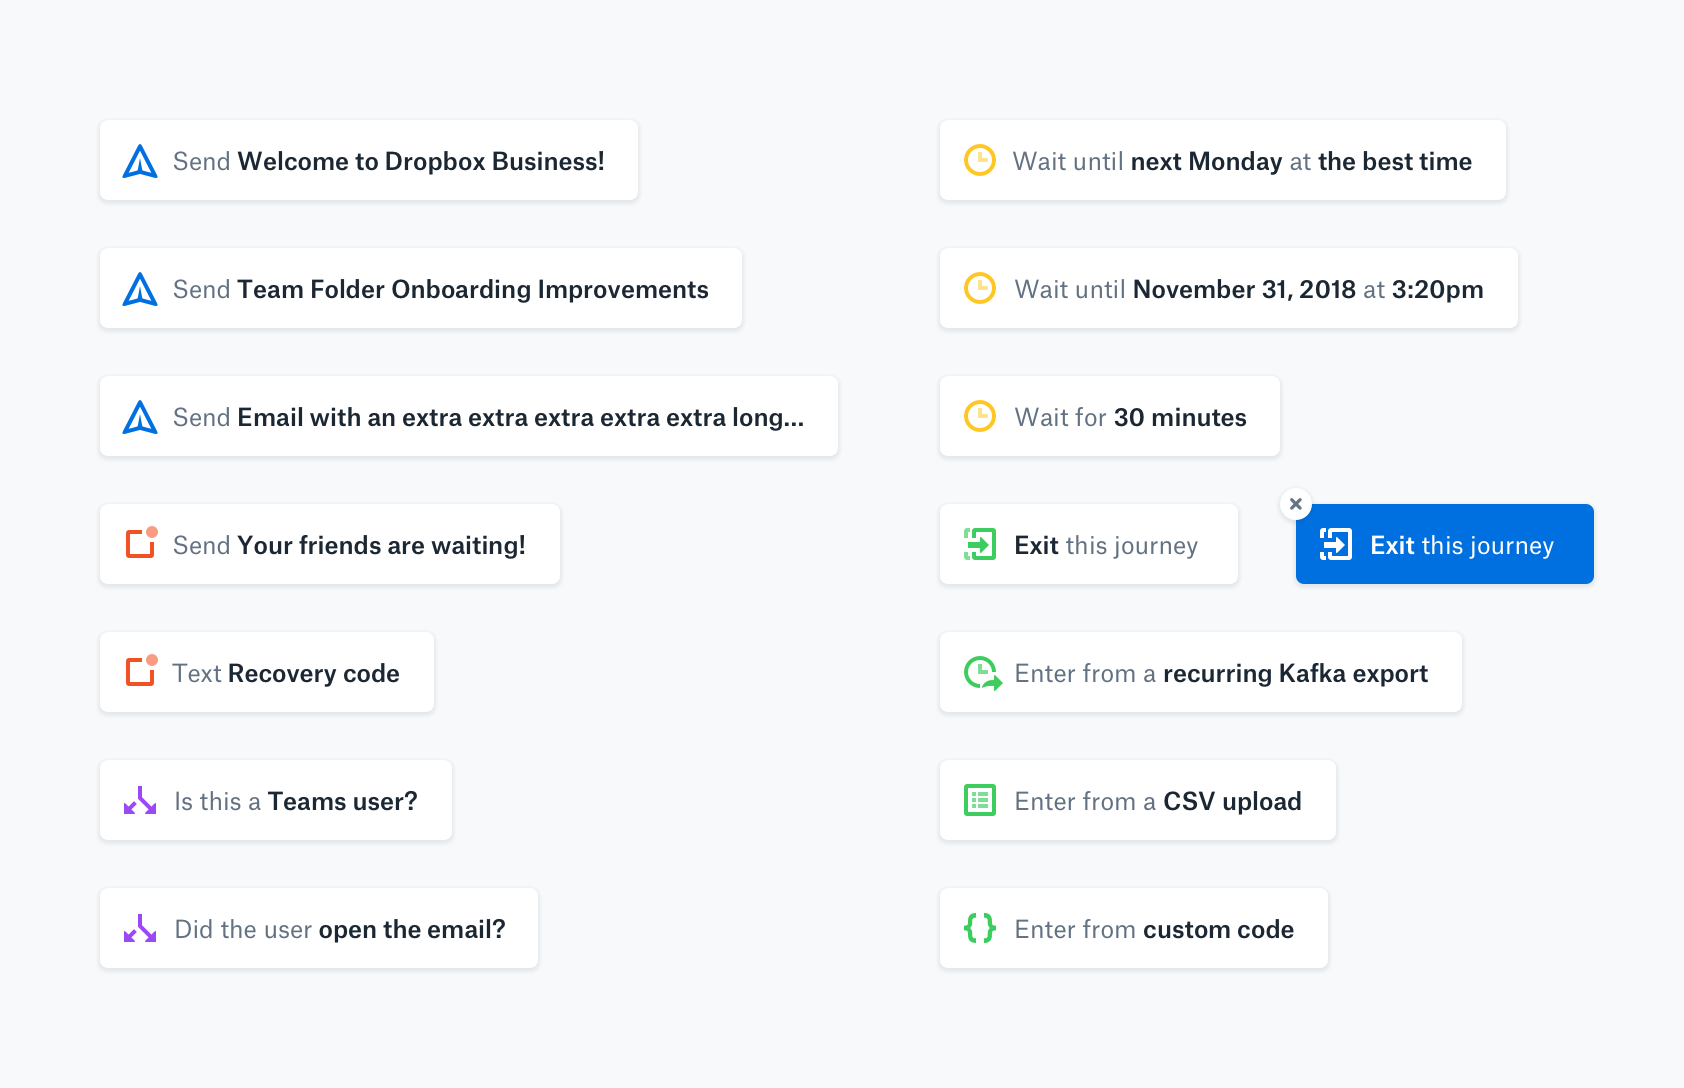 Send Welcome to Dropbox Business!
Send Team Folder Onboarding Improvements
Send Email with an extra extra extra extra extra long...
Send Your friends are waiting!
Text Recovery code
Is this a Teams user?
Did the user open the email?
Wait until next Monday at the best time
Wait until November 31, 2018 at 3:20pm
Wait for 30 minutes
Exit this journey
Exit this journey
Enter from a recurring Kafka export
Enter from a CSV upload
Enter from custom code